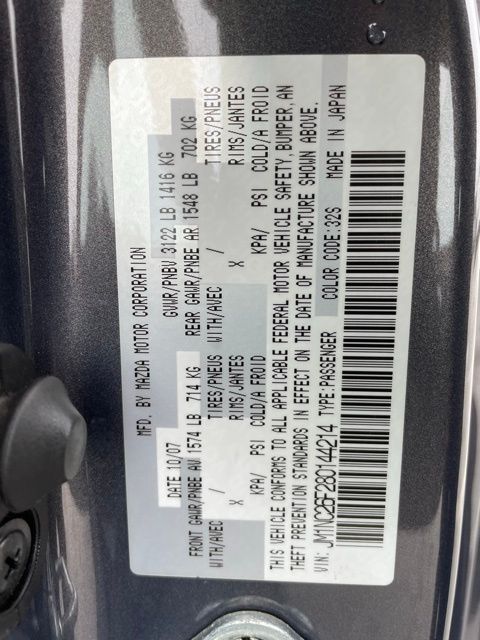 MFD. BY MAZDA MOTOR CORPORATION
DATE 10/07 GVWR/PNBV 3122 LB 1416 KG
FRONT GAWR/PNBE AV 1574 LB 714 KG REAR GAWR/PNBE AR 1548 LB 702 KG
WITH/AVEC / TIRES/PNEUS WITH/AVEC / TIRES/PNEUS
X RIMS/JANTES X RIMS/JANTES
KPA/ PSI COLD/A FROID KPA/ PSI COLD/A FROID
THIS VEHICLE CONFORMS TO ALL APPLICABLE FEDERAL MOTOR VEHICLE SAFETY, BUMPER, AN
THEFT PREVENTION STANDARDS IN EFFECT ON THE DATE OF MANUFACTURE SHOWN ABOVE.
VIN: JM1NC26F280144214 TYPE:PASSENGER COLOR CODE:32S MADE IN JAPAN